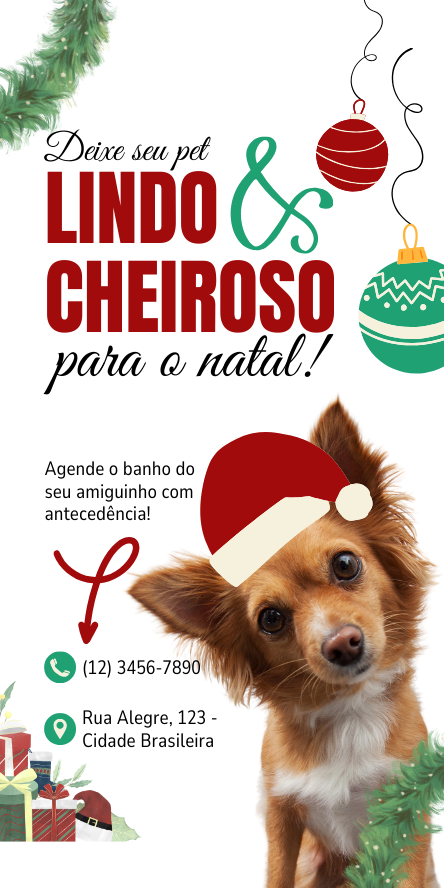 Deixe seu pet
LINDO &
CHEIROSO
para o natal!
Agende o banho do
seu amiguinho com
antecedência!
(12) 3456-7890
Rua Alegre, 123 -
Cidade Brasileira